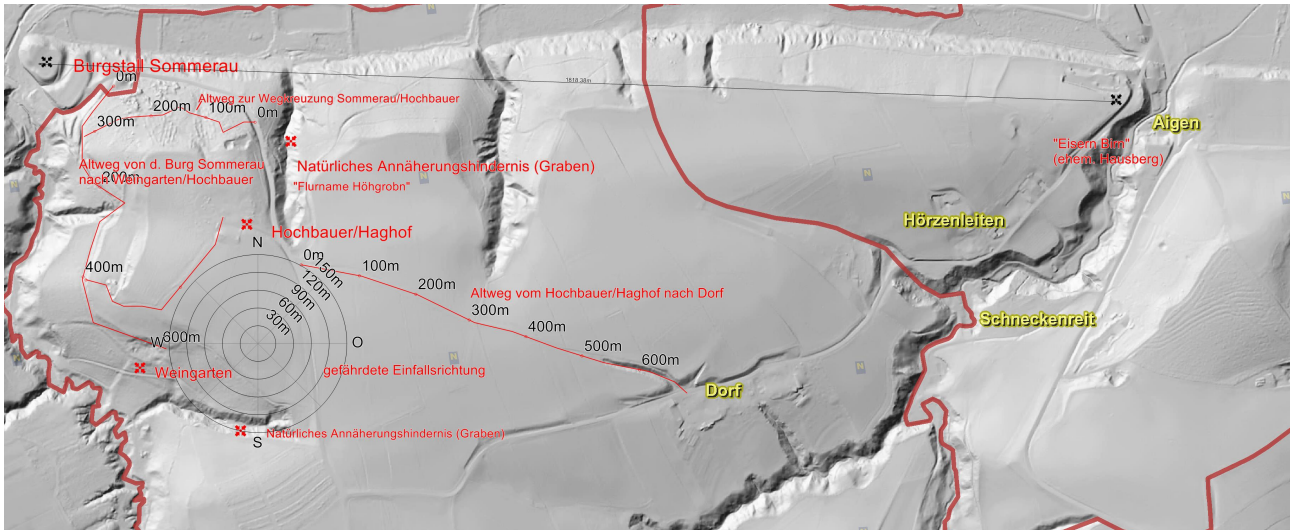 Burgstall Sommerau
0m
1818.38m
Altweg zur Wegkreuzung Sommerau/Hochbauer
300m
200m
100m
0m
"Eisern Birn"
(ehem. Hausberg)
Aigen
Altweg von d. Burg Sommerau
nach Weingarten/Hochbauer
200m
Natürliches Annäherungshindernis (Graben)
"Flurname Höhgrobn"
Hochbauer/Haghof
Hörzenleiten
N
0m
150m
120m
90m
60m
30m
100m
200m
300m
400m
500m
600m
400m
Altweg vom Hochbauer/Haghof nach Dorf
Schneckenreit
W
600m
O
Weingarten
gefährdete Einfallsrichtung
Dorf
Natürliches Annäherungshindernis (Graben)
S